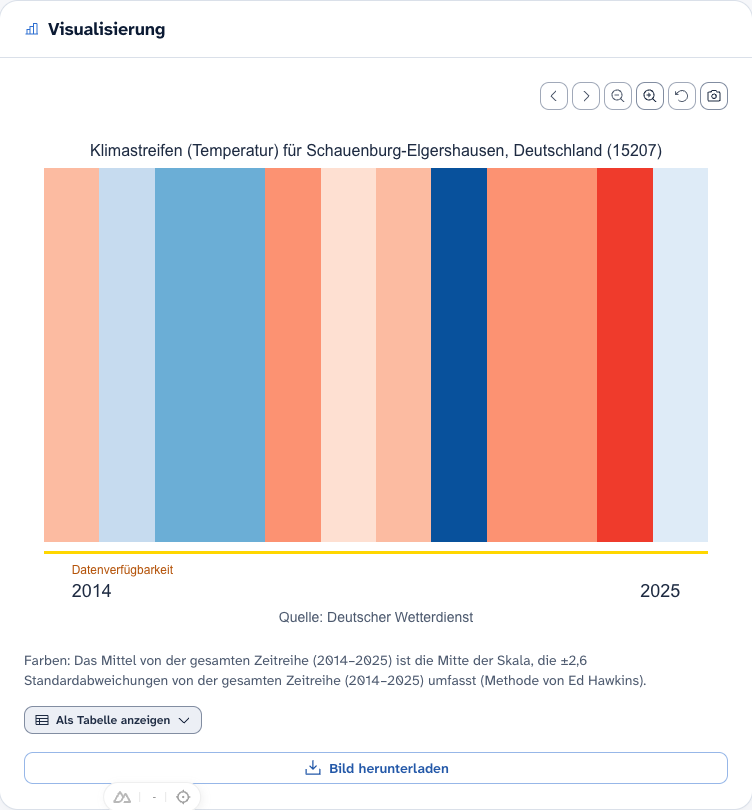 Visualisierung
Klimastreifen (Temperatur) für Schauenburg-Elgershausen, Deutschland (15207)
Datenverfügbarkeit
2014
2025
Quelle: Deutscher Wetterdienst
Farben: Das Mittel von der gesamten Zeitreihe (2014–2025) ist die Mitte der Skala, die ±2,6
Standardabweichungen von der gesamten Zeitreihe (2014–2025) umfasst (Methode von Ed Hawkins).
Als Tabelle anzeigen
Bild herunterladen
-